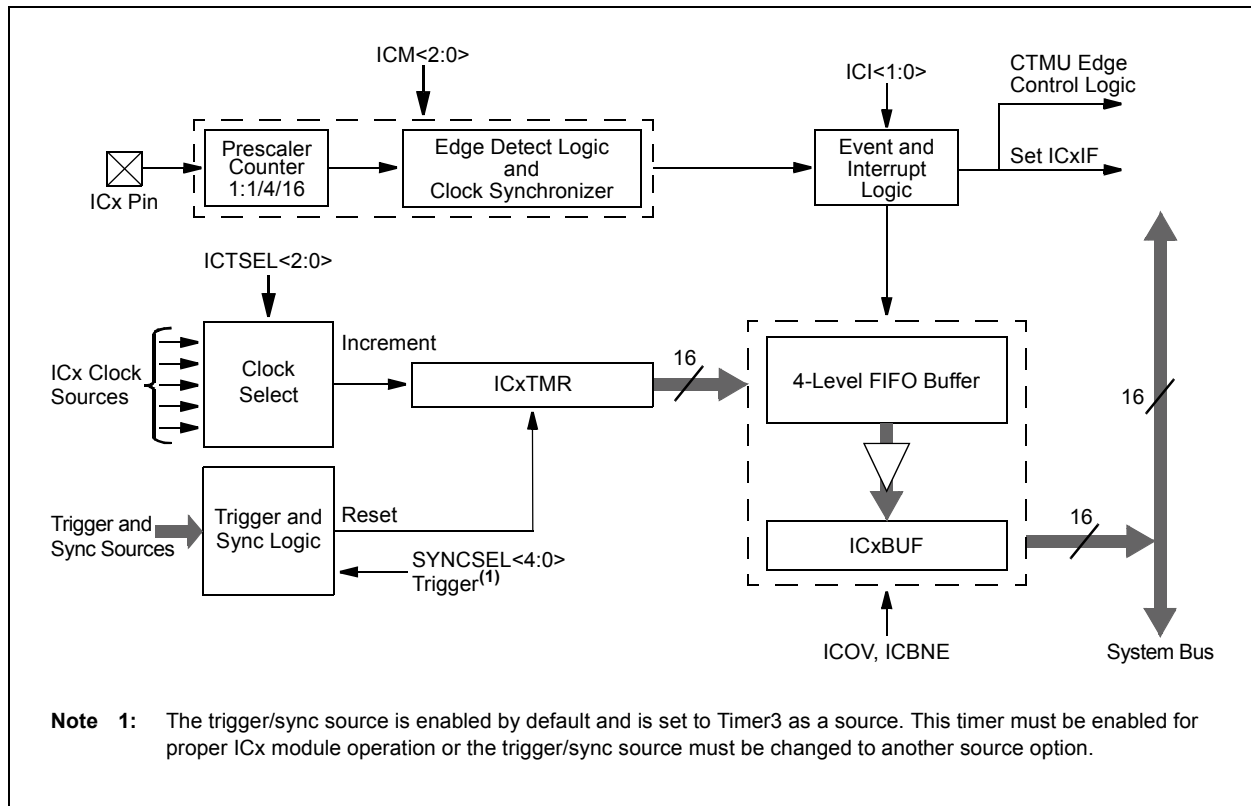 ICM<2:0>
ICI<1:0>
CTMU Edge
Control Logic
Prescaler
Counter
1:1/4/16
Edge Detect Logic
and
Clock Synchronizer
Event and
Interrupt
Logic
Set ICxIF
ICx Pin
ICTSEL<2:0>
ICx Clock
Sources
Clock
Select
Increment
ICxTMR
16
4-Level FIFO Buffer
16
Trigger and
Sync Sources
Trigger and
Sync Logic
Reset
SYNCSEL<4:0>
Trigger(1)
ICxBUF
16
ICOV, ICBNE
System Bus
Note 1: The trigger/sync source is enabled by default and is set to Timer3 as a source. This timer must be enabled for
proper ICx module operation or the trigger/sync source must be changed to another source option.